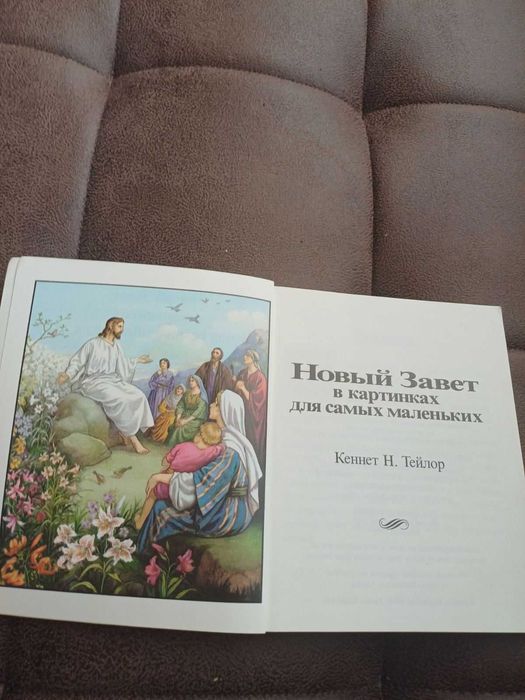 Новый Завет
в картинках
для самых маленьких
Кеннет Н. Тейлор